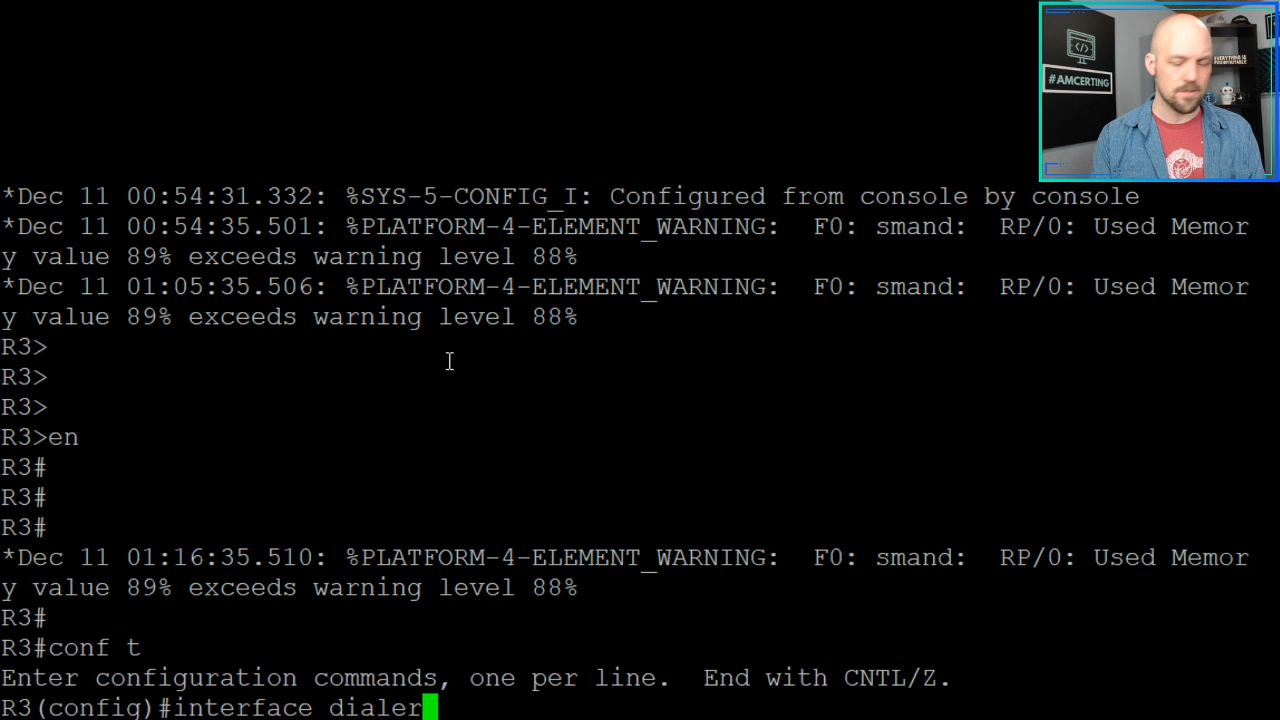 #AMCERTING
*Dec 11 00:54:31.332: %SYS-5-CONFIG_I: Configured from console by console
*Dec 11 00:54:35.501: %PLATFORM-4-ELEMENT_WARNING:  F0: smand:  RP/0: Used Memor
y value 89% exceeds warning level 88%
*Dec 11 01:05:35.506: %PLATFORM-4-ELEMENT_WARNING:  F0: smand:  RP/0: Used Memor
y value 89% exceeds warning level 88%
R3>
R3>
R3>
R3>en
R3#
R3#
R3#
*Dec 11 01:16:35.510: %PLATFORM-4-ELEMENT_WARNING:  F0: smand:  RP/0: Used Memor
y value 89% exceeds warning level 88%
R3#
R3#conf t
Enter configuration commands, one per line.  End with CNTL/Z.
R3(config)#interface dialer